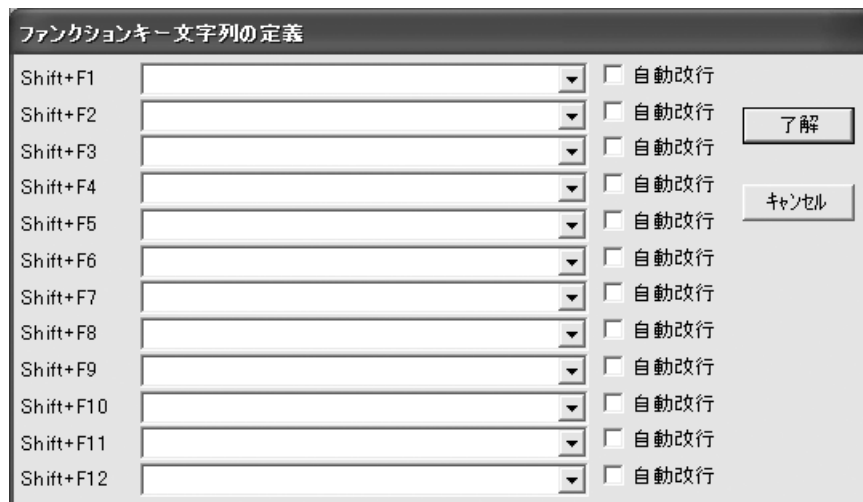 ファンクションキー文字列の定義
Shift+F1 自動改行
Shift+F2 自動改行
了解
Shift+F3 自動改行
Shift+F4 自動改行
キャンセル
Shift+F5 自動改行
Shift+F6 自動改行
Shift+F7 自動改行
Shift+F8 自動改行
Shift+F9 自動改行
Shift+F10 自動改行
Shift+F11 自動改行
Shift+F12 自動改行